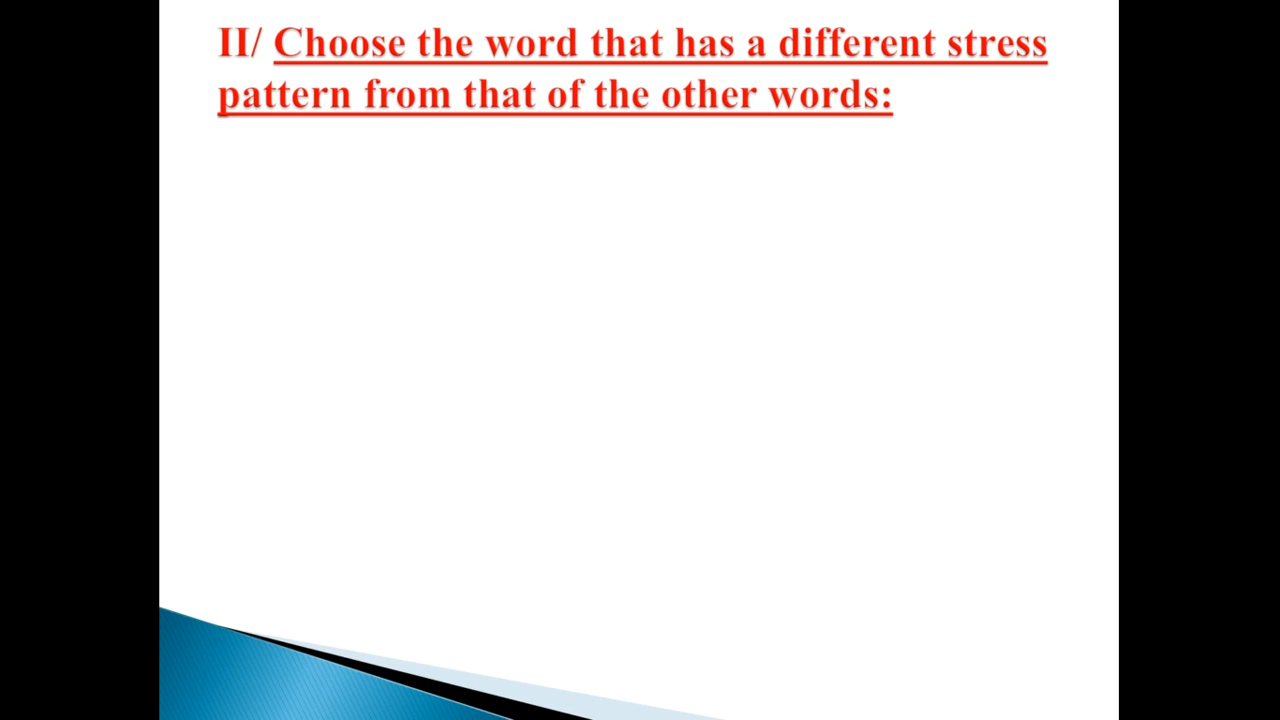 II/ Choose the word that has a different stress
pattern from that of the other words: